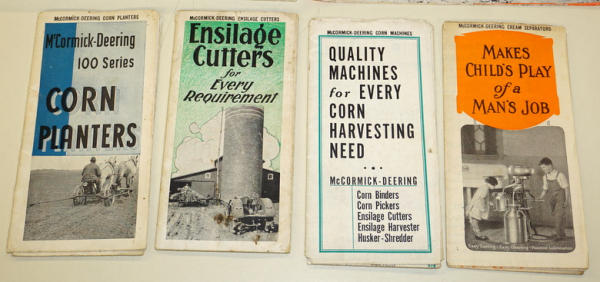 McCORMICK-DEERING CORN PLANTERS
McCormick-Deering
100 Series
CORN
PLANTERS
McCORMICK-DEERING ENSILAGE CUTTERS
Ensilage
Cutters
for
Every
Requirement
McCORMICK-DEERING CORN MACHINES
QUALITY
MACHINES
for EVERY
CORN
HARVESTING
NEED
McCORMICK-DEERING
Corn Binders
Corn Pickers
Ensilage Cutters
Ensilage Harvester
Husker-Shredder
McCORMICK-DEERING CREAM SEPARATORS
MAKES
CHILD'S PLAY
of a
MAN'S JOB